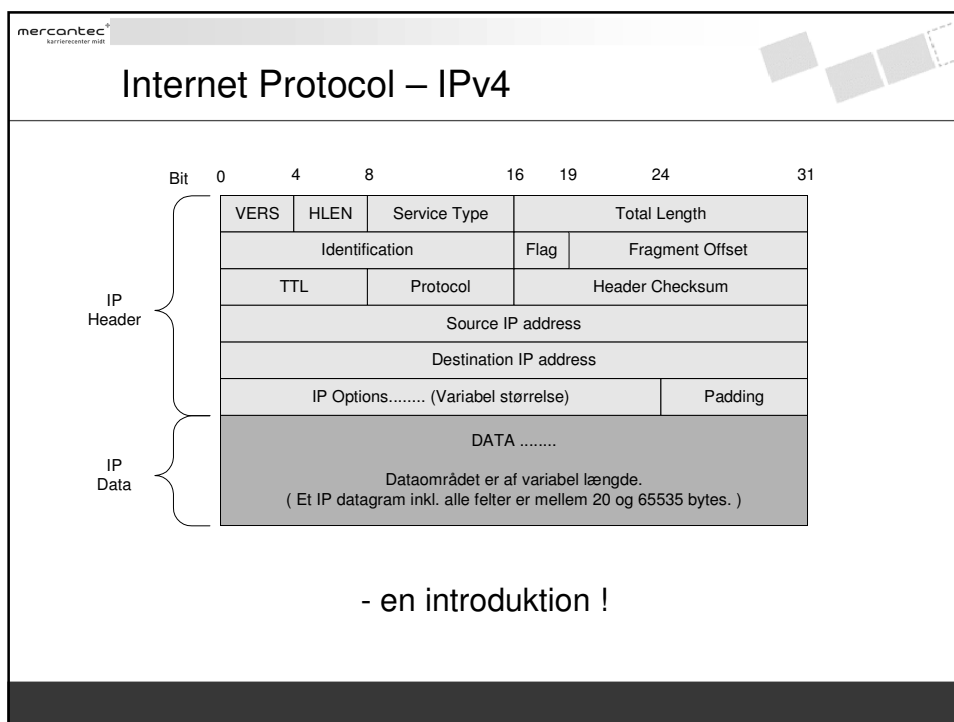 mercantec+
karrierecenter midt
Internet Protocol – IPv4
Bit 0 4 8 16 19 24 31
VERS HLEN Service Type Total Length
Identification Flag Fragment Offset
TTL Protocol Header Checksum
IP
Header
Source IP address
Destination IP address
IP Options........ (Variabel størrelse) Padding
IP
Data
DATA ........
Dataområdet er af variabel længde.
( Et IP datagram inkl. alle felter er mellem 20 og 65535 bytes. )
- en introduktion !